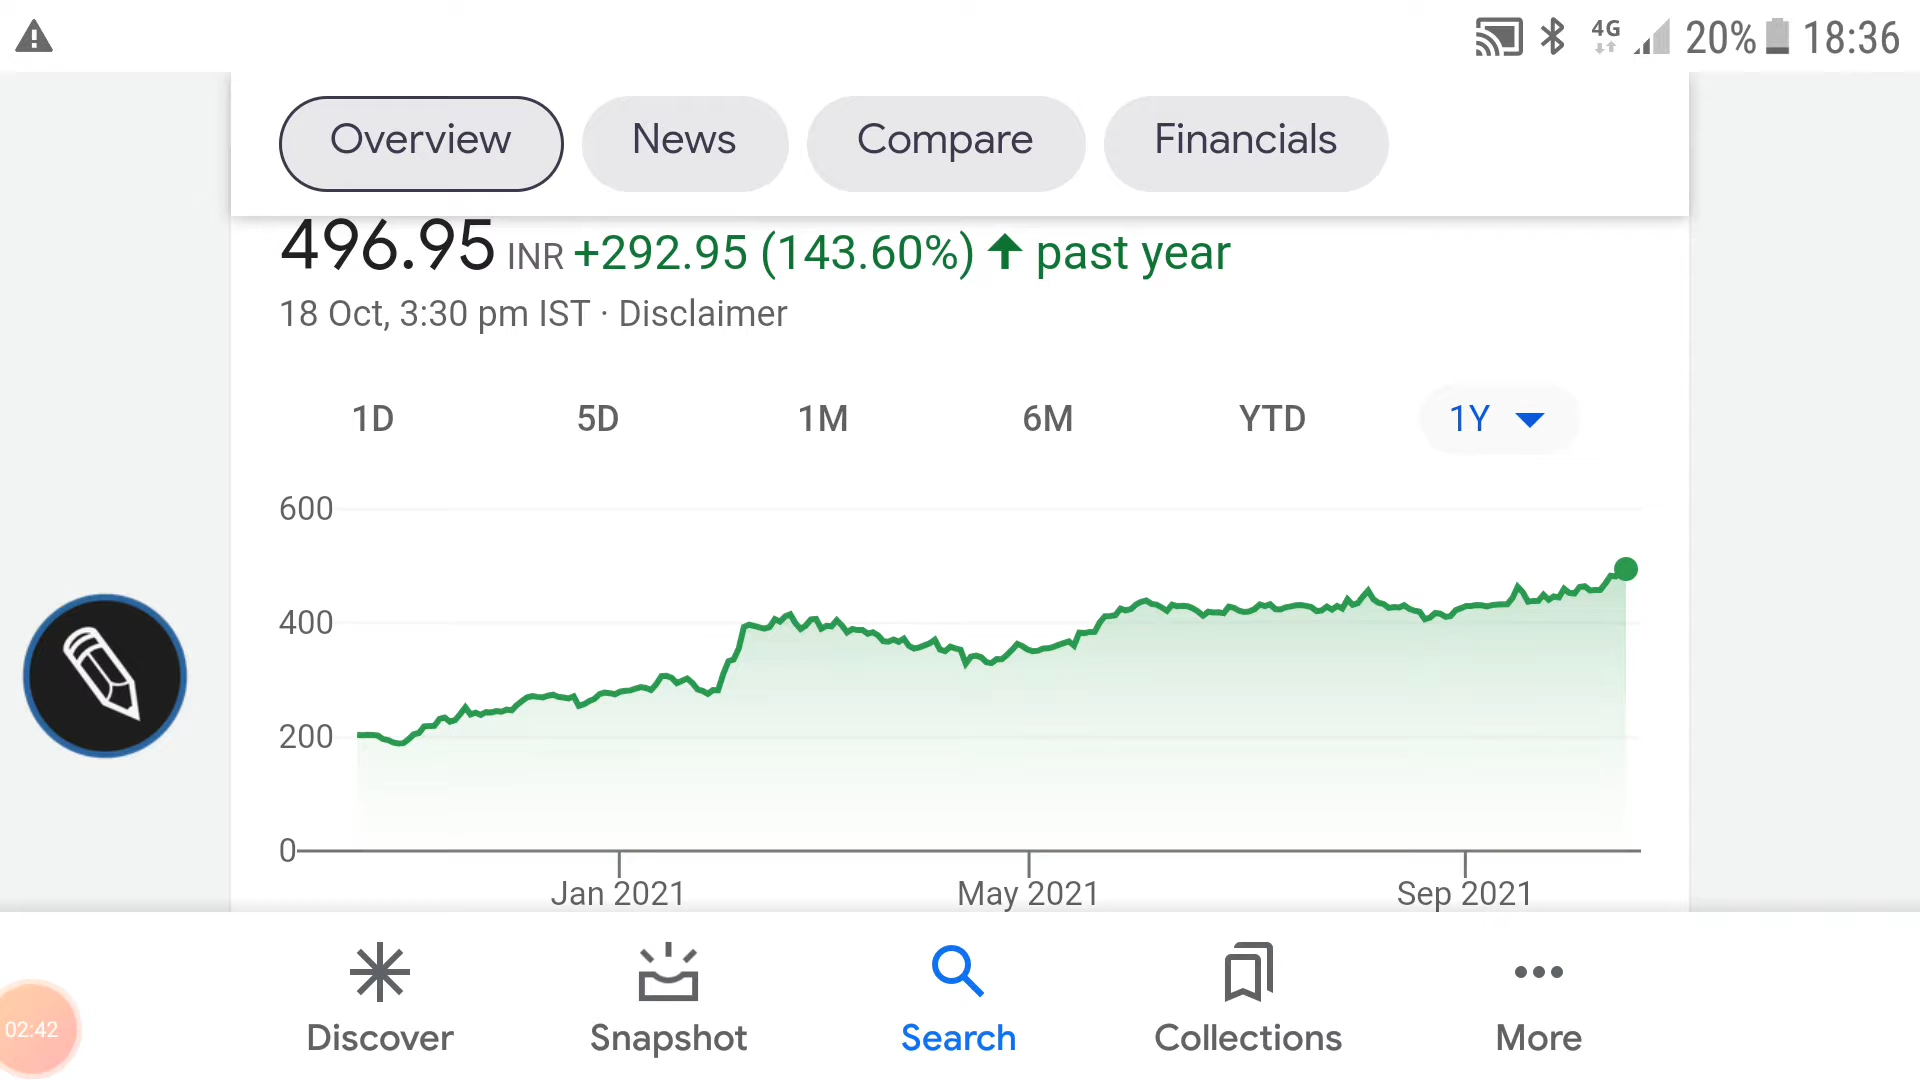 4G 20% 18:36
Overview News Compare Financials
496.95 INR +292.95 (143.60%) past year
18 Oct, 3:30 pm IST · Disclaimer
1D 5D 1M 6M YTD 1Y
600
400
200
0
Jan 2021 May 2021 Sep 2021
Discover Snapshot Search Collections More
02:42